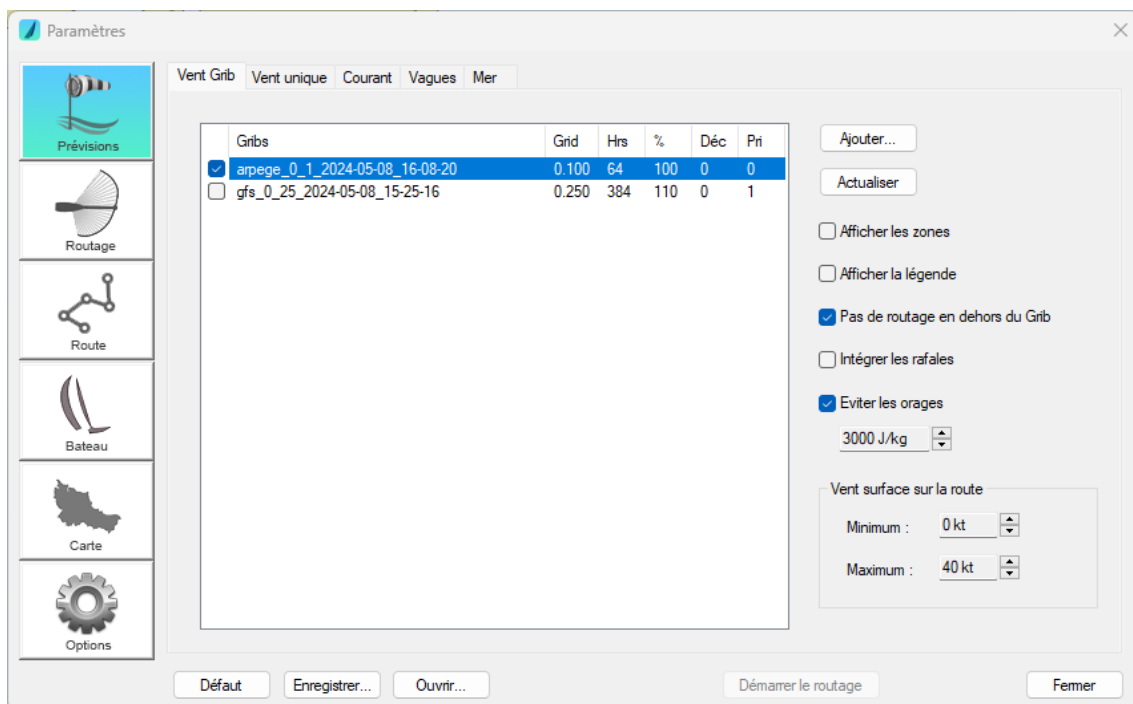 Paramètres
Vent Grib Vent unique Courant Vagues Mer
Prévisions
Routage
Route
Bateau
Carte
Options
Gribs Grid Hrs % Déc Pri
arpege_0_1_2024-05-08_16-08-20 0.100 64 100 0 0
gfs_0_25_2024-05-08_15-25-16 0.250 384 110 0 1
Ajouter...
Actualiser
Afficher les zones
Afficher la légende
Pas de routage en dehors du Grib
Intégrer les rafales
Eviter les orages
3000 J/kg
Vent surface sur la route
Minimum : 0 kt
Maximum : 40 kt
Défaut Enregistrer... Ouvrir... Démarrer le routage Fermer